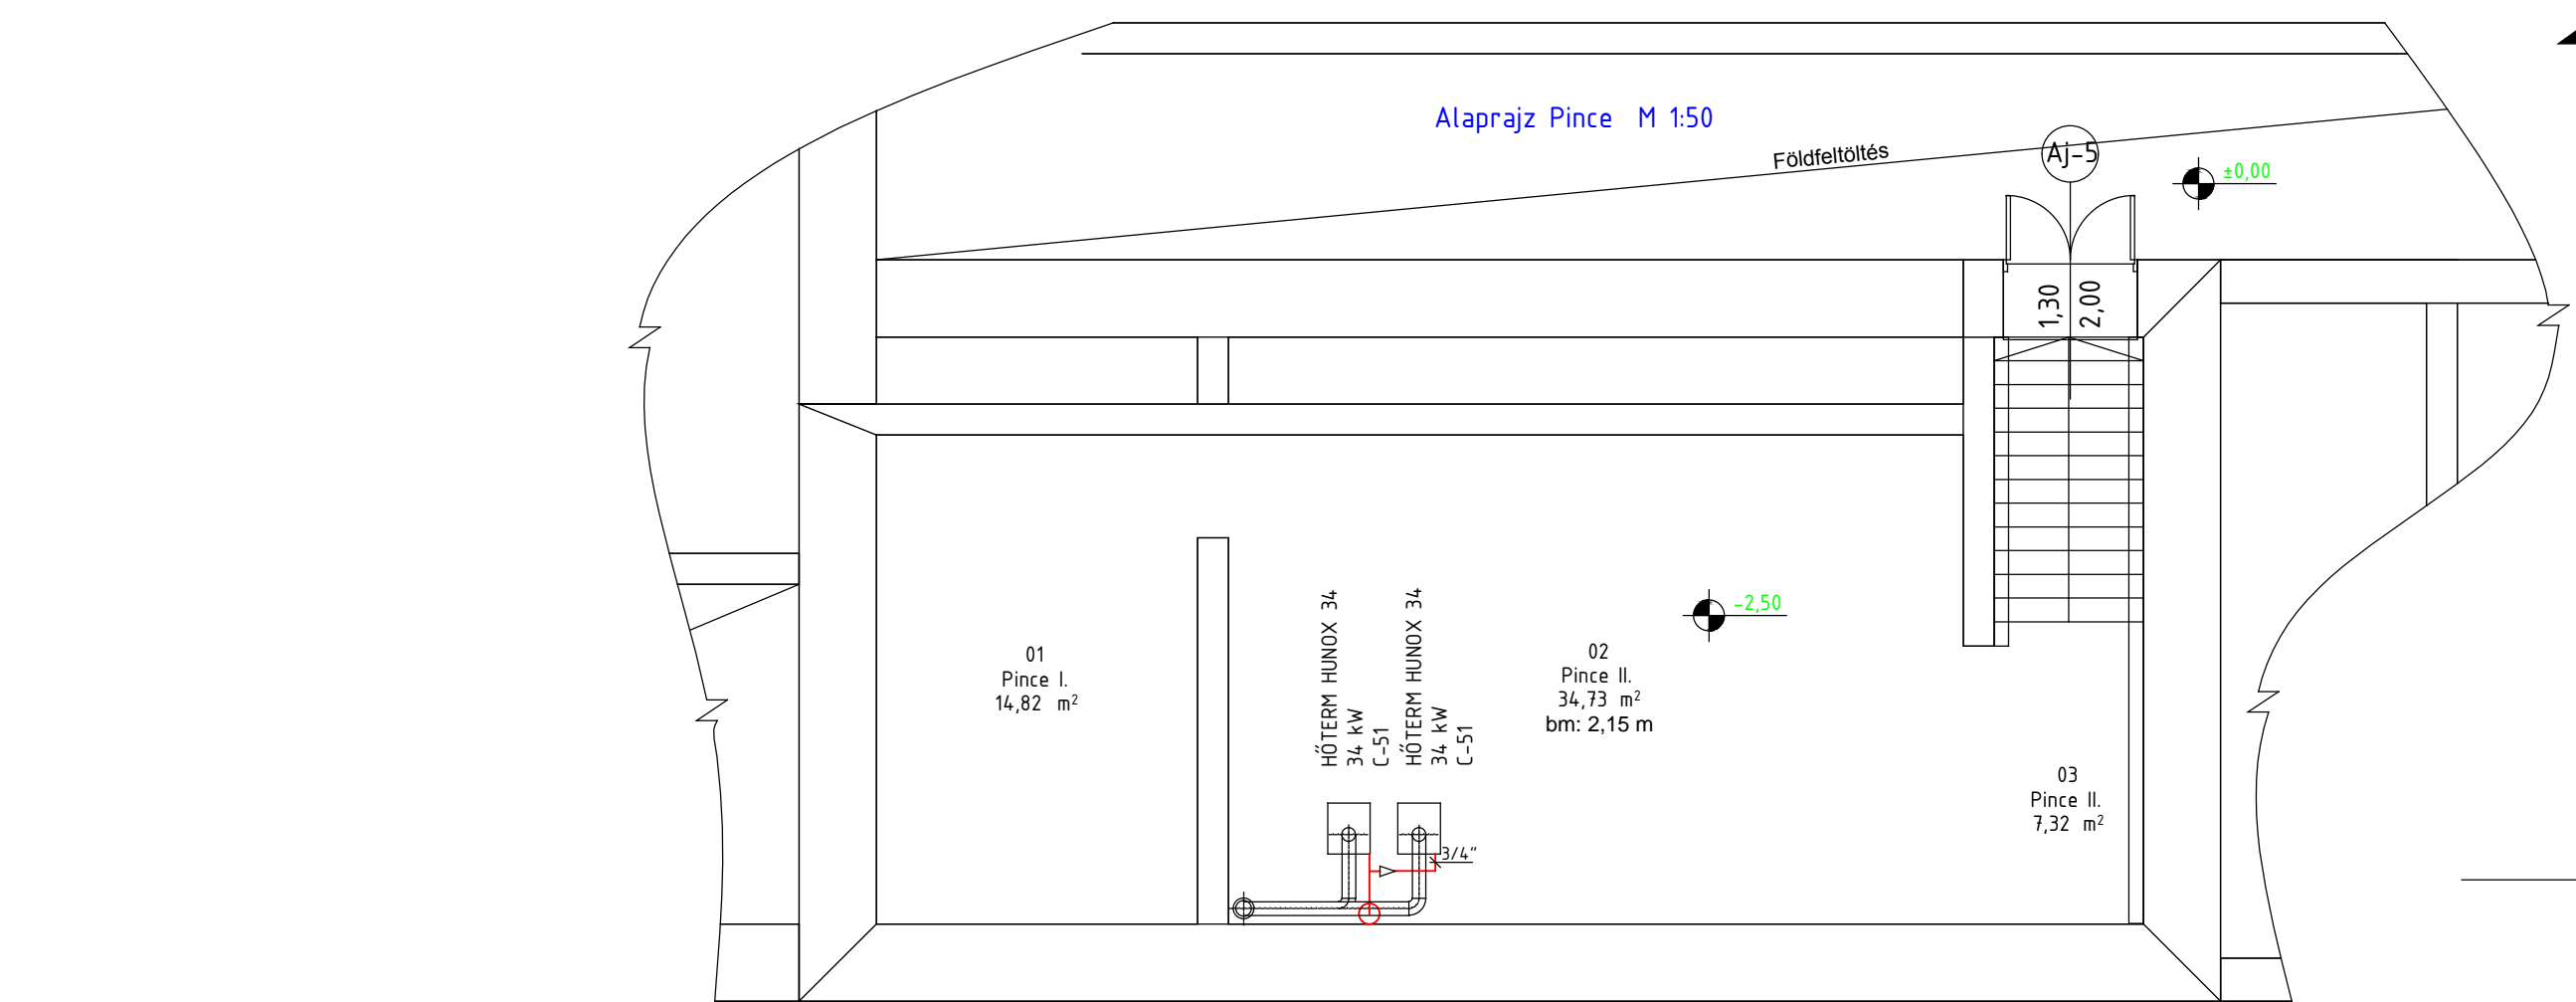 Alaprajz Pince M 1:50
Földfeltöltés
Aj-5
±0,00
1,30
2,00
-2,50
01
Pince I.
14,82 m²
HŐTERM HUNOX 34
34 kW
C-51
HŐTERM HUNOX 34
34 kW
C-51
02
Pince II.
34,73 m²
bm: 2,15 m
03
Pince II.
7,32 m²
3/4"